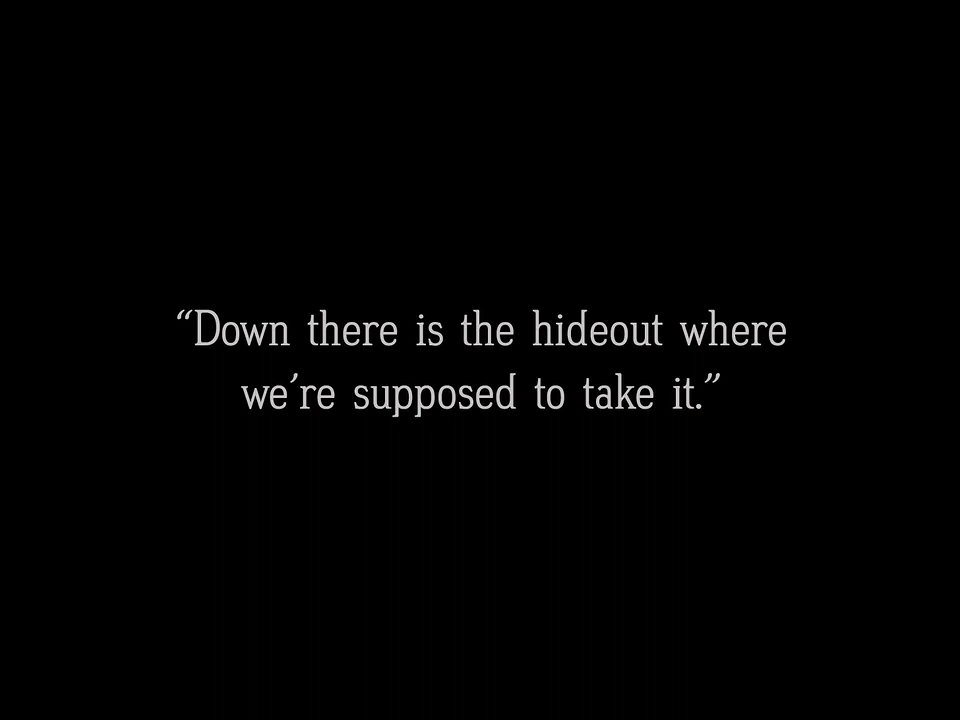 “Down there is the hideout where
we’re supposed to take it.”